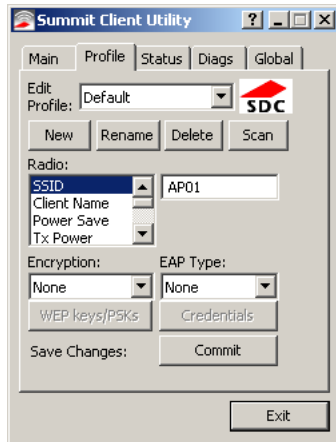 Summit Client Utility
Main Profile Status Diags Global
Edit
Profile: Default
SDC
New Rename Delete Scan
Radio:
SSID AP01
Client Name
Power Save
Tx Power
Encryption: EAP Type:
None None
WEP keys/PSKs Credentials
Save Changes: Commit
Exit